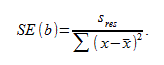 SE(b) = s_res / ∑(x−x̄)².